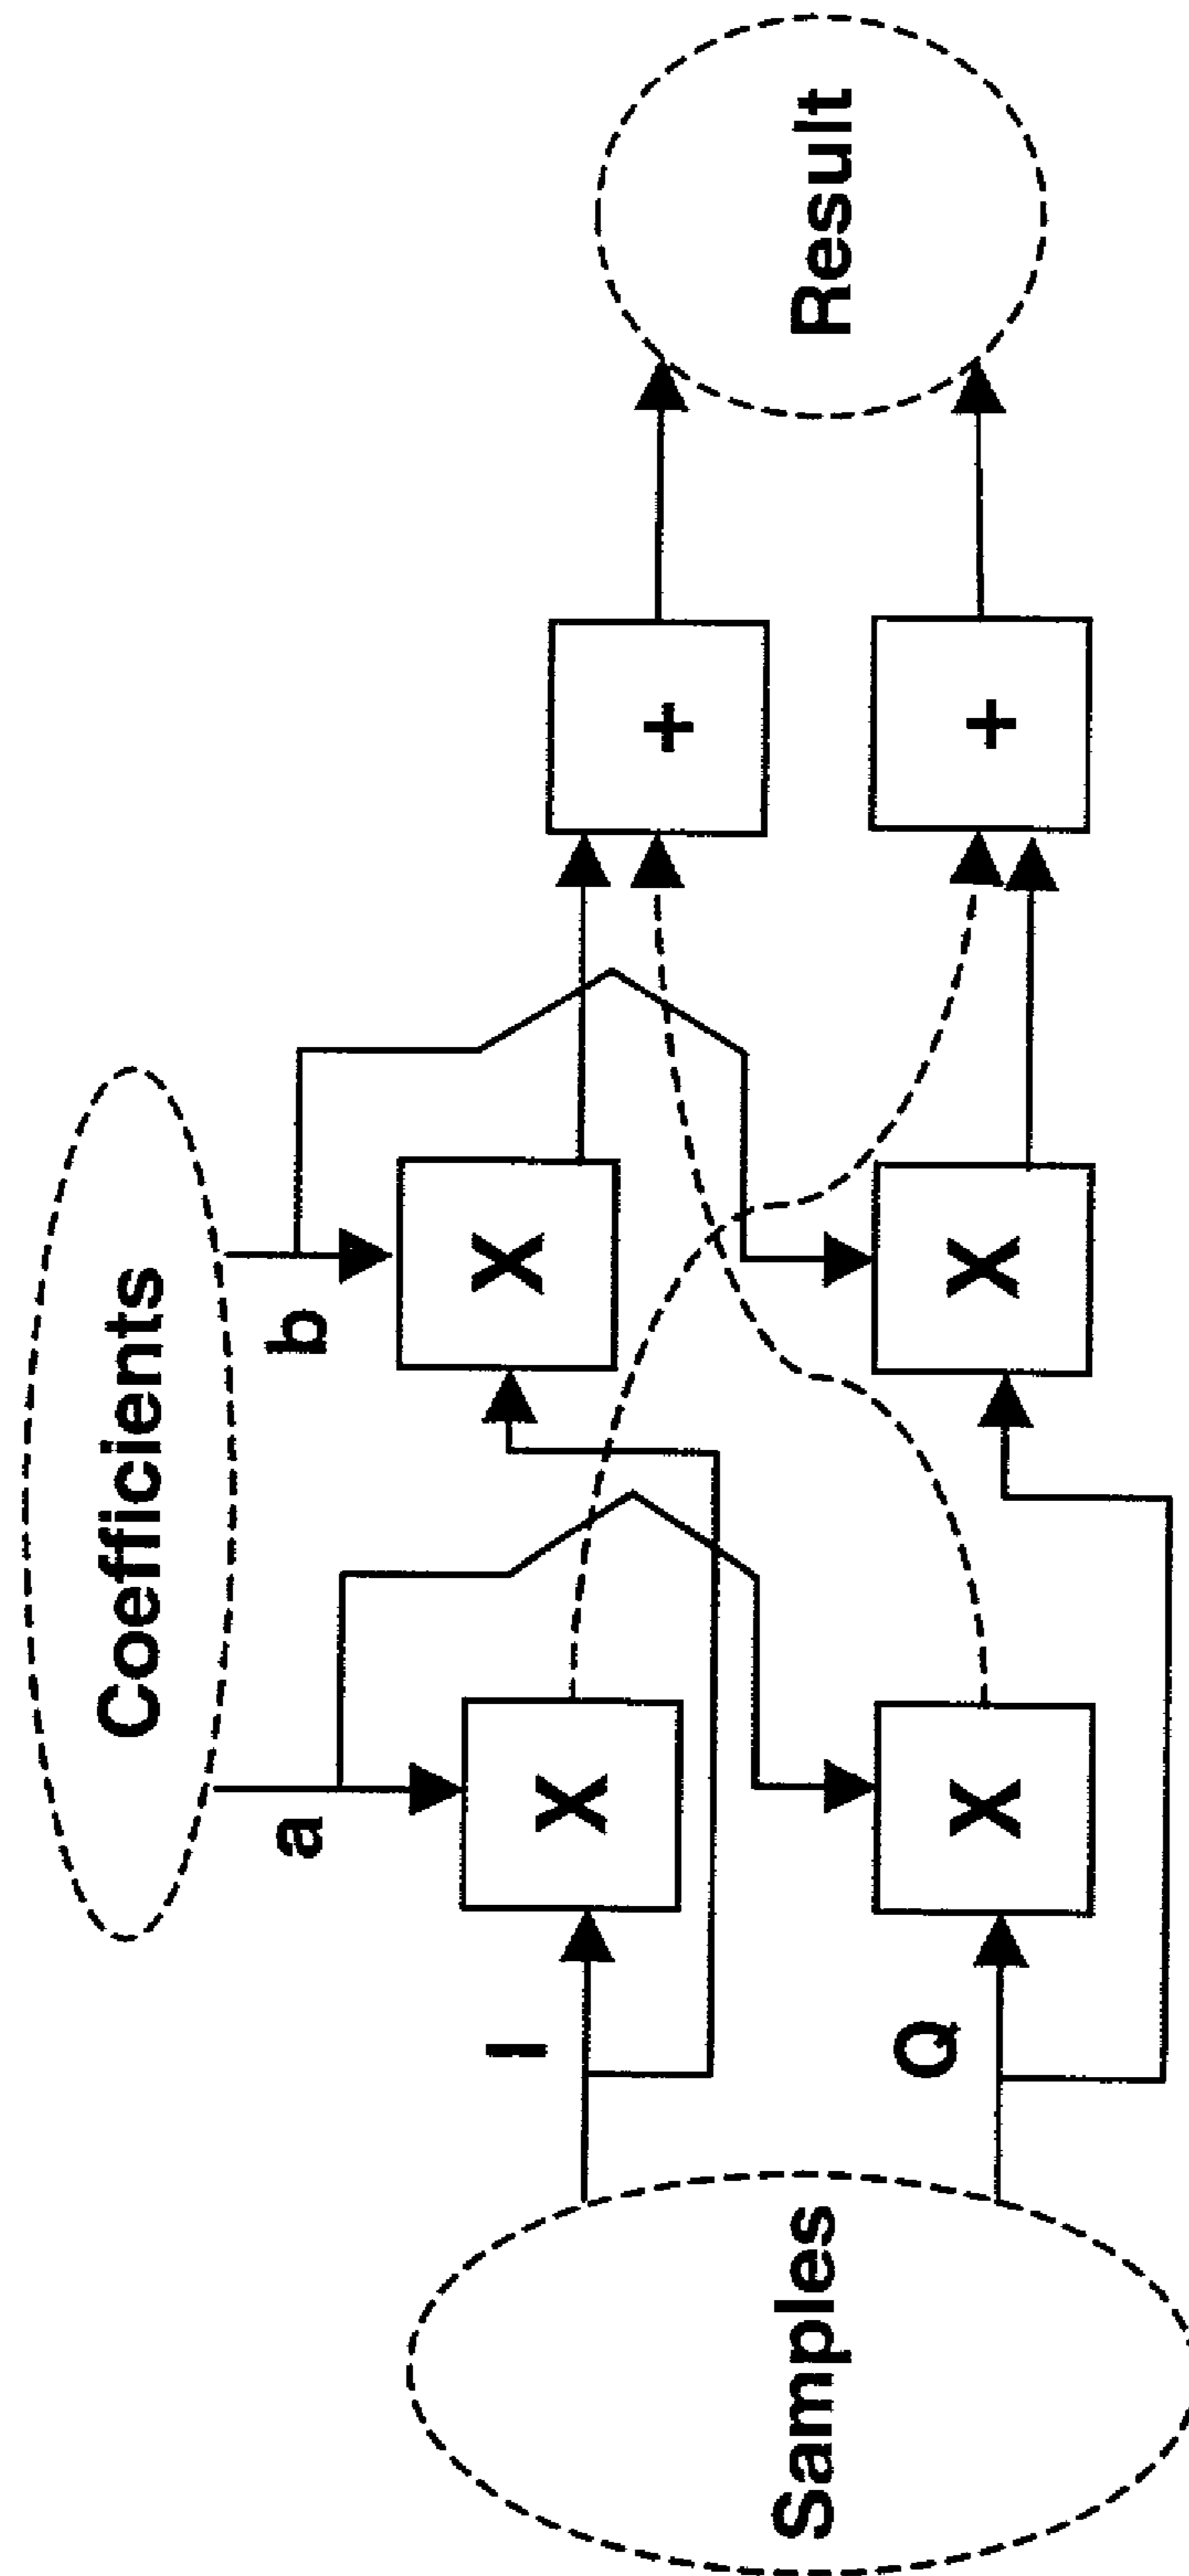 Coefficients
a
b
I
X
X
+
Q
X
X
+
Samples
Result